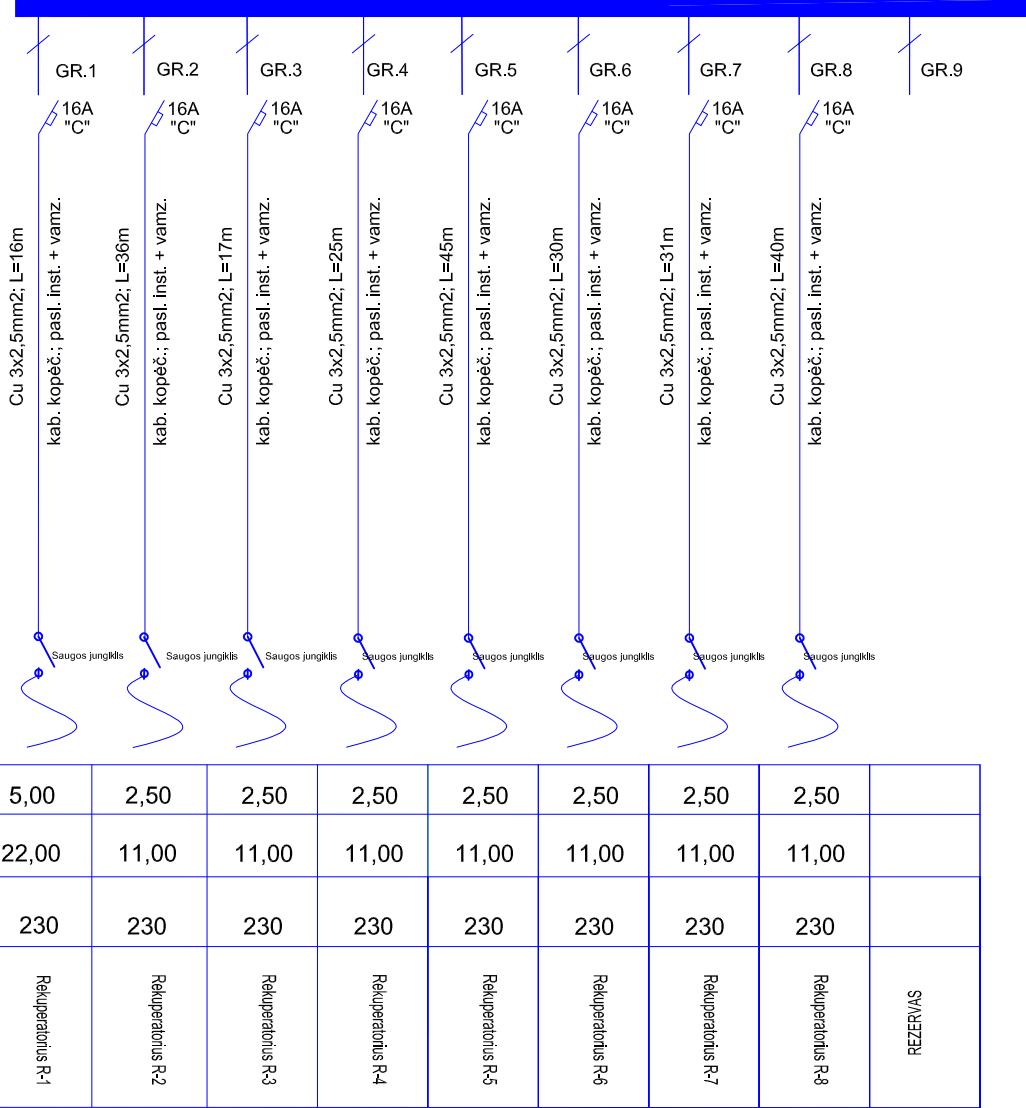 GR.1 GR.2 GR.3 GR.4 GR.5 GR.6 GR.7 GR.8 GR.9
16A 16A 16A 16A 16A 16A 16A 16A
"C" "C" "C" "C" "C" "C" "C" "C"
Cu 3x2,5mm2; L=16m
kab. kopėč.; pasl. inst. + vamz.
Cu 3x2,5mm2; L=36m
kab. kopėč.; pasl. inst. + vamz.
Cu 3x2,5mm2; L=17m
kab. kopėč.; pasl. inst. + vamz.
Cu 3x2,5mm2; L=25m
kab. kopėč.; pasl. inst. + vamz.
Cu 3x2,5mm2; L=45m
kab. kopėč.; pasl. inst. + vamz.
Cu 3x2,5mm2; L=30m
kab. kopėč.; pasl. inst. + vamz.
Cu 3x2,5mm2; L=31m
kab. kopėč.; pasl. inst. + vamz.
Cu 3x2,5mm2; L=40m
kab. kopėč.; pasl. inst. + vamz.
Saugos jungiklis Saugos jungiklis Saugos jungiklis Saugos jungiklis Saugos jungiklis Saugos jungiklis Saugos jungiklis Saugos jungiklis
5,00 2,50 2,50 2,50 2,50 2,50 2,50 2,50
22,00 11,00 11,00 11,00 11,00 11,00 11,00 11,00
230 230 230 230 230 230 230 230
Rekuperatorius R-1
Rekuperatorius R-2
Rekuperatorius R-3
Rekuperatorius R-4
Rekuperatorius R-5
Rekuperatorius R-6
Rekuperatorius R-7
Rekuperatorius R-8
REZERVAS